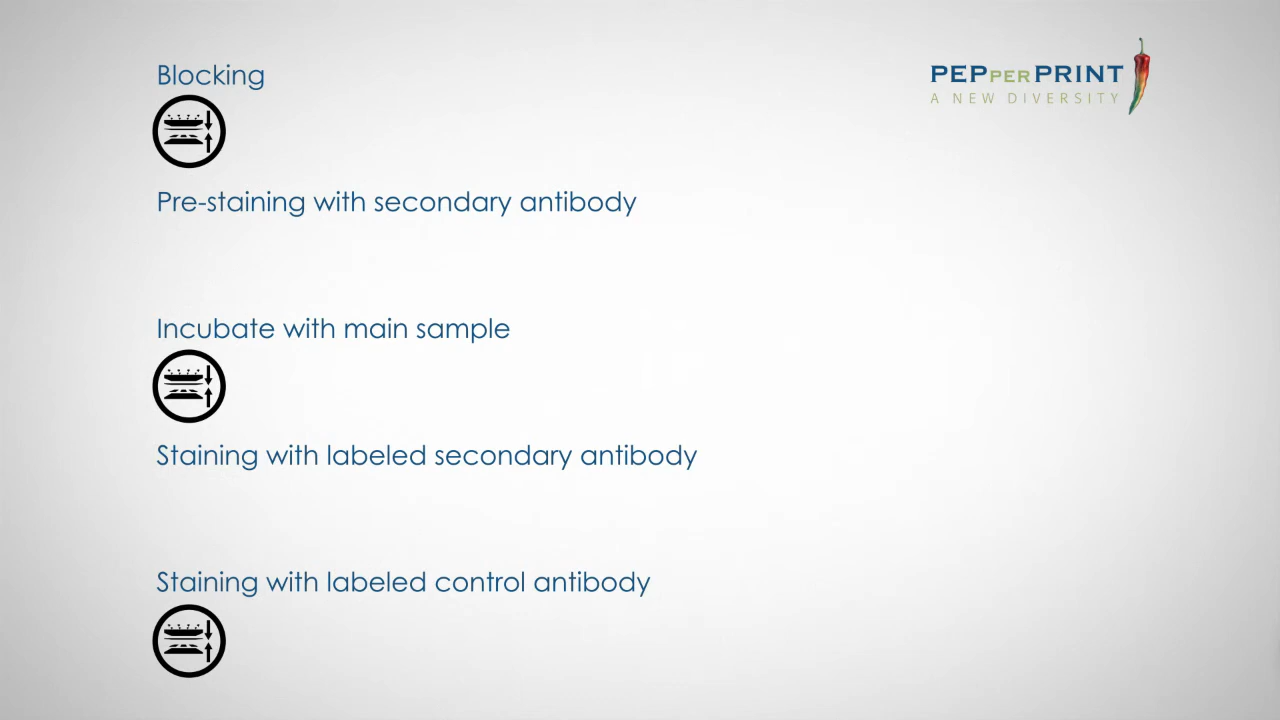 Blocking
PEPperPRINT
A NEW DIVERSITY
Pre-staining with secondary antibody
Incubate with main sample
Staining with labeled secondary antibody
Staining with labeled control antibody